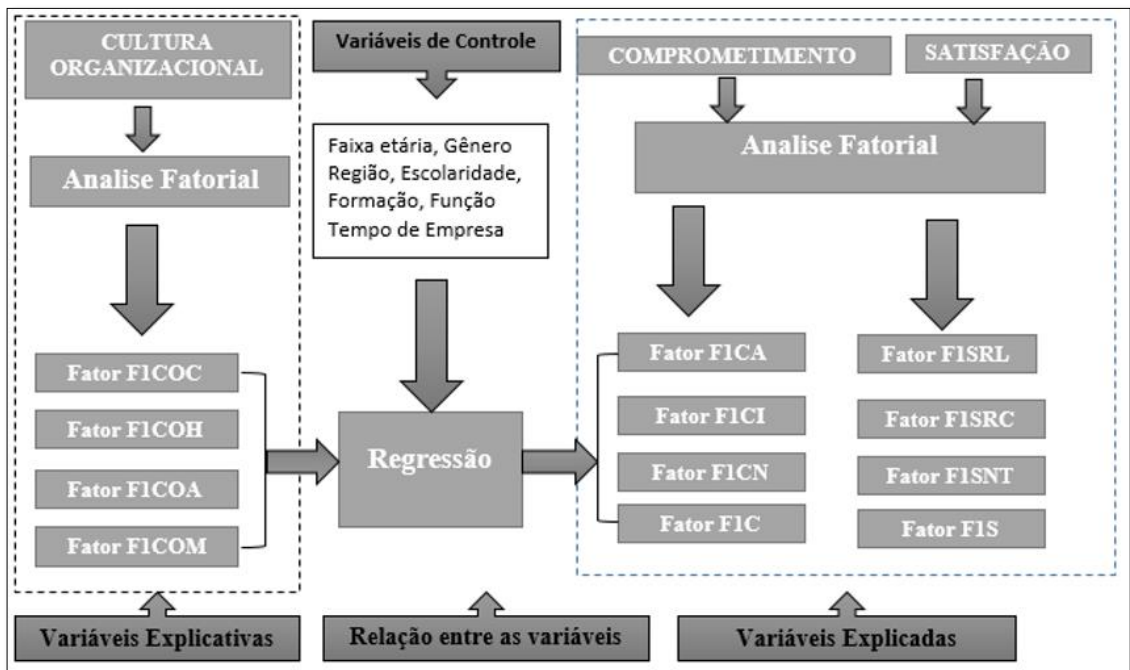 CULTURA
ORGANIZACIONAL
Analise Fatorial
Fator F1COC
Fator F1COH
Fator F1COA
Fator F1COM
Variáveis Explicativas
Variáveis de Controle
Faixa etária, Gênero
Região, Escolaridade,
Formação, Função
Tempo de Empresa
Regressão
Relação entre as variáveis
COMPROMETIMENTO
SATISFAÇÃO
Analise Fatorial
Fator F1CA
Fator F1CI
Fator F1CN
Fator F1C
Fator F1SRL
Fator F1SRC
Fator F1SNT
Fator F1S
Variáveis Explicadas